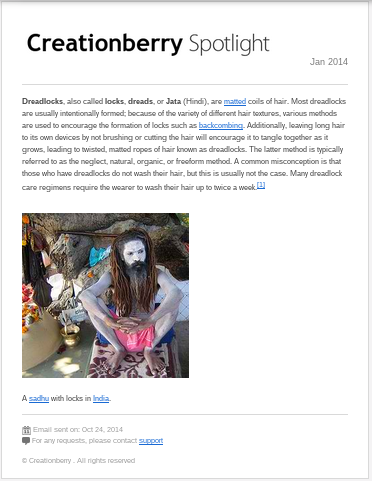 Creationberry Spotlight
Jan 2014
Dreadlocks, also called locks, dreads, or Jata (Hindi), are matted coils of hair. Most dreadlocks
are usually intentionally formed; because of the variety of different hair textures, various methods
are used to encourage the formation of locks such as backcombing. Additionally, leaving long hair
to its own devices by not brushing or cutting the hair will encourage it to tangle together as it
grows, leading to twisted, matted ropes of hair known as dreadlocks. The latter method is typically
referred to as the neglect, natural, organic, or freeform method. A common misconception is that
those who have dreadlocks do not wash their hair, but this is usually not the case. Many dreadlock
care regimens require the wearer to wash their hair up to twice a week.[1]
A sadhu with locks in India.
Email sent on: Oct 24, 2014
For any requests, please contact support
© Creationberry . All rights reserved